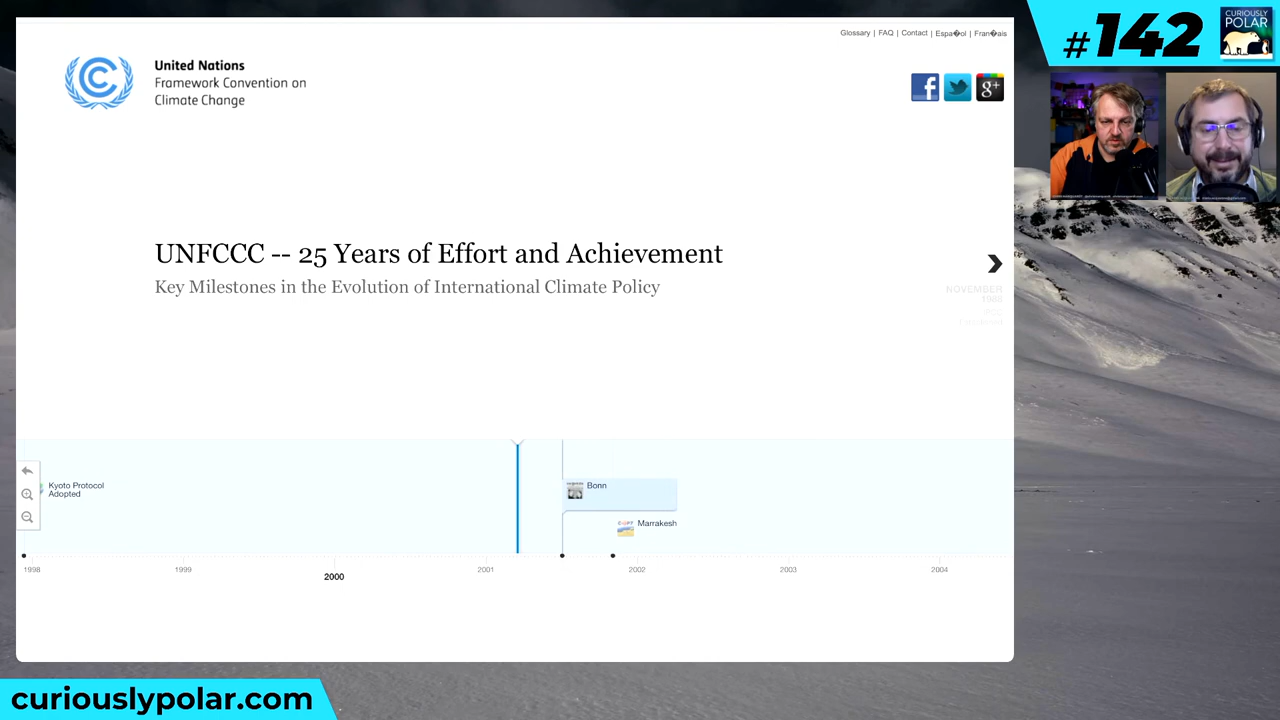 Glossary | FAQ | Contact | Espa�ol | Fran�ais
#142
CURIOUSLY
POLAR
United Nations
Framework Convention on
Climate Change
UNFCCC -- 25 Years of Effort and Achievement
Key Milestones in the Evolution of International Climate Policy
NOVEMBER
1988
Kyoto Protocol
Adopted
Bonn
Marrakesh
1998
1999
2000
2001
2002
2003
2004
curiouslypolar.com